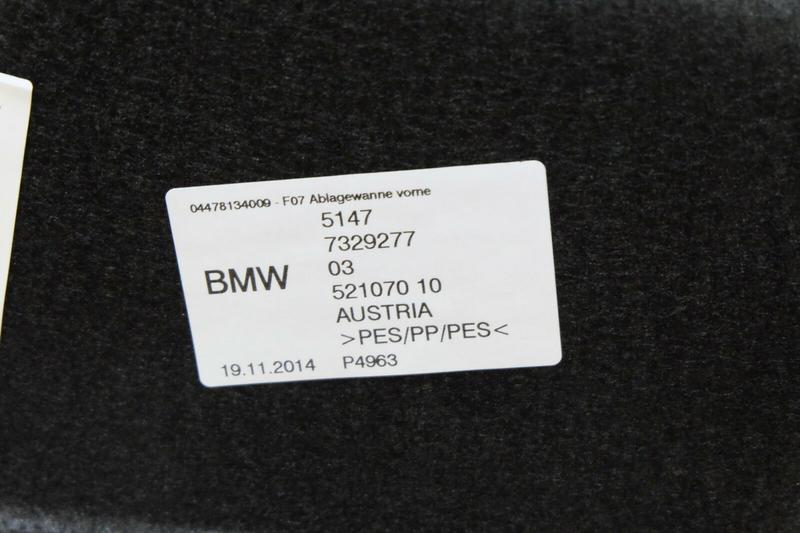 04478134009 - F07 Ablagewanne vorne
5147
7329277
BMW 03
521070 10
AUSTRIA
>PES/PP/PES<
19.11.2014 P4963